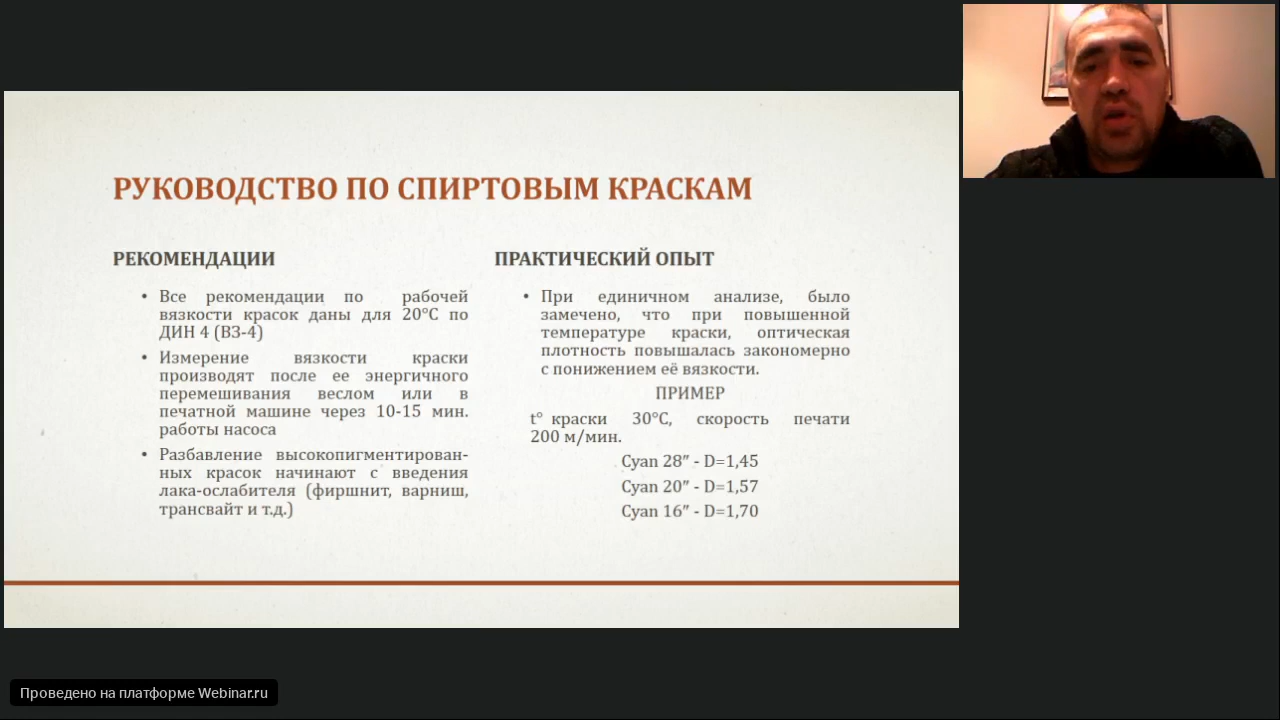 РУКОВОДСТВО ПО СПИРТОВЫМ КРАСКАМ
РЕКОМЕНДАЦИИ
• Все рекомендации по рабочей
вязкости красок даны для 20°С по
ДИН 4 (ВЗ-4)
• Измерение вязкости краски
производят после ее энергичного
перемешивания веслом или в
печатной машине через 10-15 мин.
работы насоса
• Разбавление высокопигментирован-
ных красок начинают с введения
лака-ослабителя (фиршнит, варниш,
трансвайт и т.д.)
ПРАКТИЧЕСКИЙ ОПЫТ
• При единичном анализе, было
замечено, что при повышенной
температуре краски, оптическая
плотность повышалась закономерно
с понижением её вязкости.
ПРИМЕР
t° краски 30°С, скорость печати
200 м/мин.
Cyan 28″ - D=1,45
Cyan 20″ - D=1,57
Cyan 16″ - D=1,70
Проведено на платформе Webinar.ru